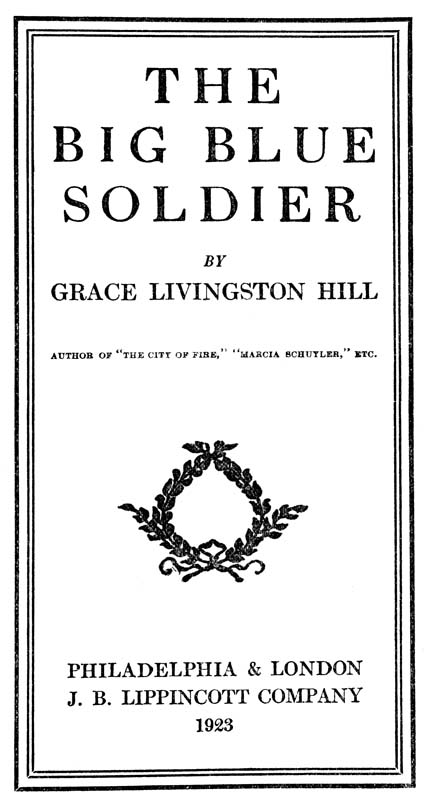 THE
BIG BLUE
SOLDIER
BY
GRACE LIVINGSTON HILL
AUTHOR OF "THE CITY OF FIRE," "MARCIA SCHUYLER," ETC.
PHILADELPHIA & LONDON
J. B. LIPPINCOTT COMPANY
1923